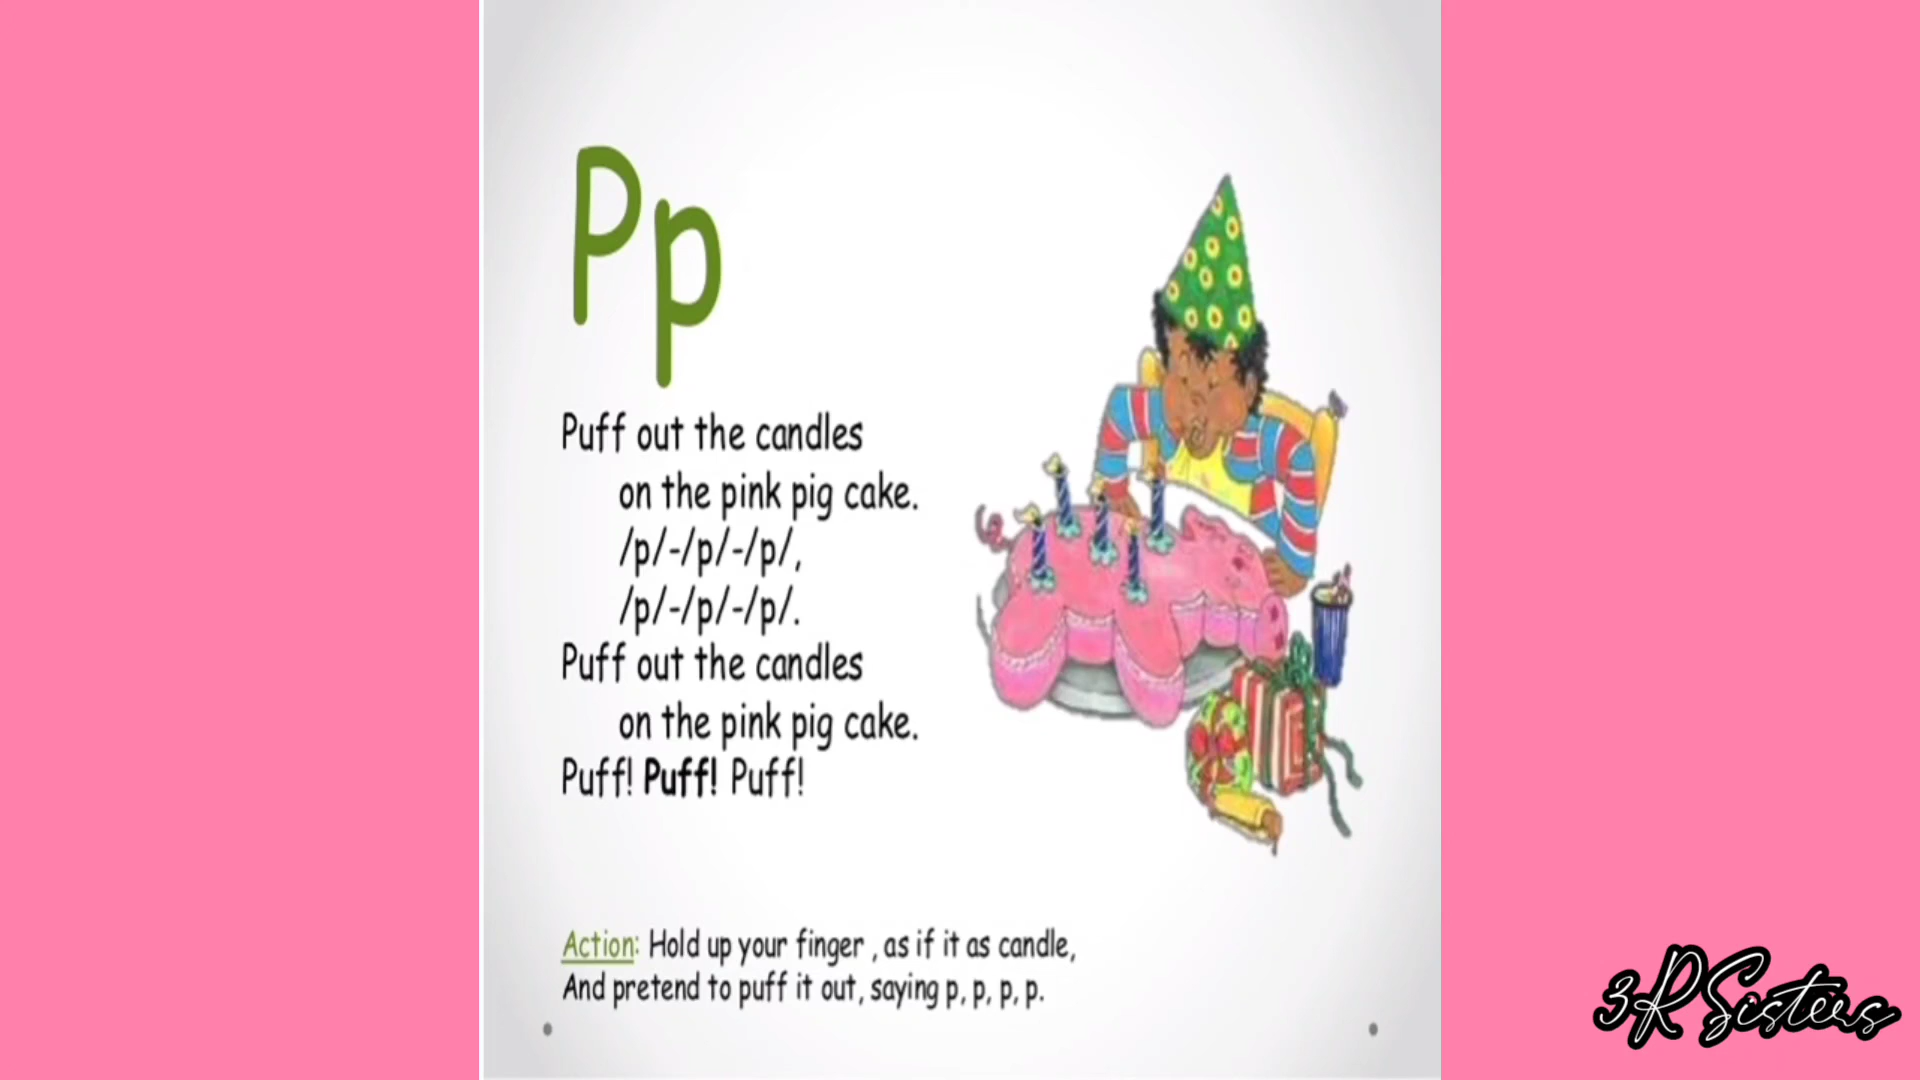 Pp
Puff out the candles
on the pink pig cake.
/p/-/p/-/p/,
/p/-/p/-/p/.
Puff out the candles
on the pink pig cake.
Puff! Puff! Puff!
Action: Hold up your finger , as if it as candle,
And pretend to puff it out, saying p, p, p, p.
3R Sisters